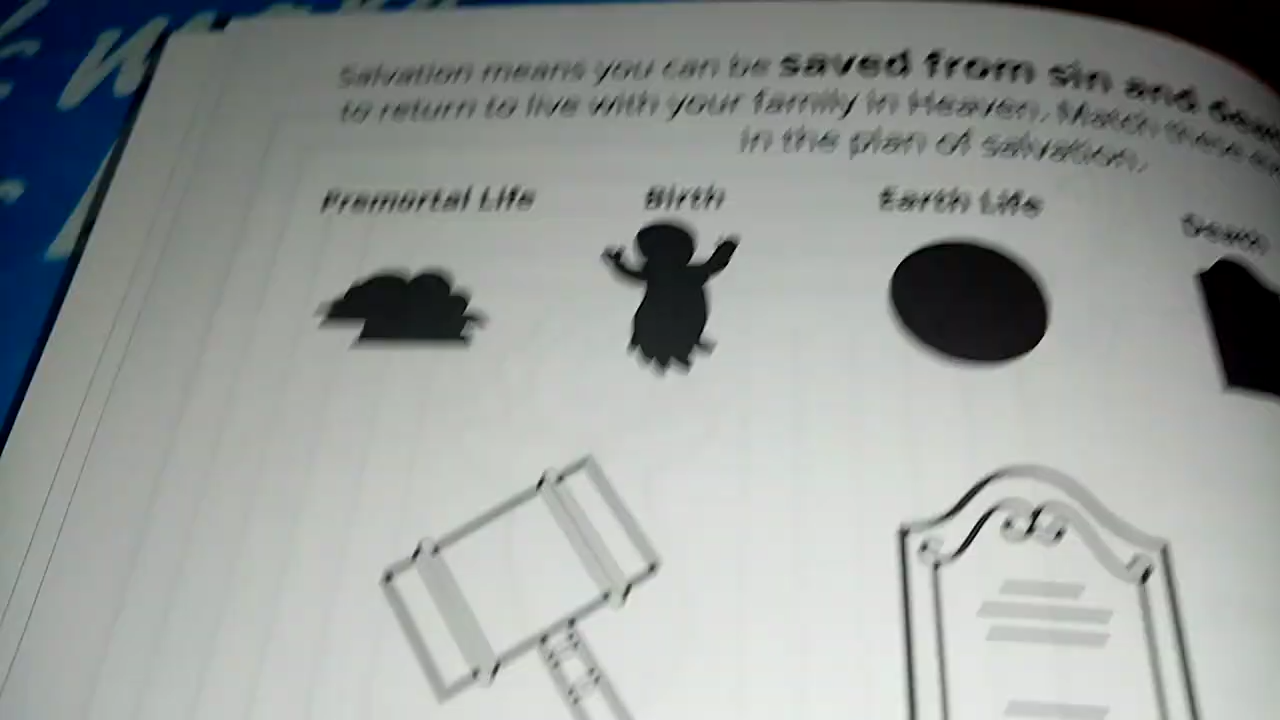 Salvation means you can be saved from sin and
to return to live with your family in Heaven. Match
in the plan of salvation.
Premortal Life
Birth
Earth Life
Death